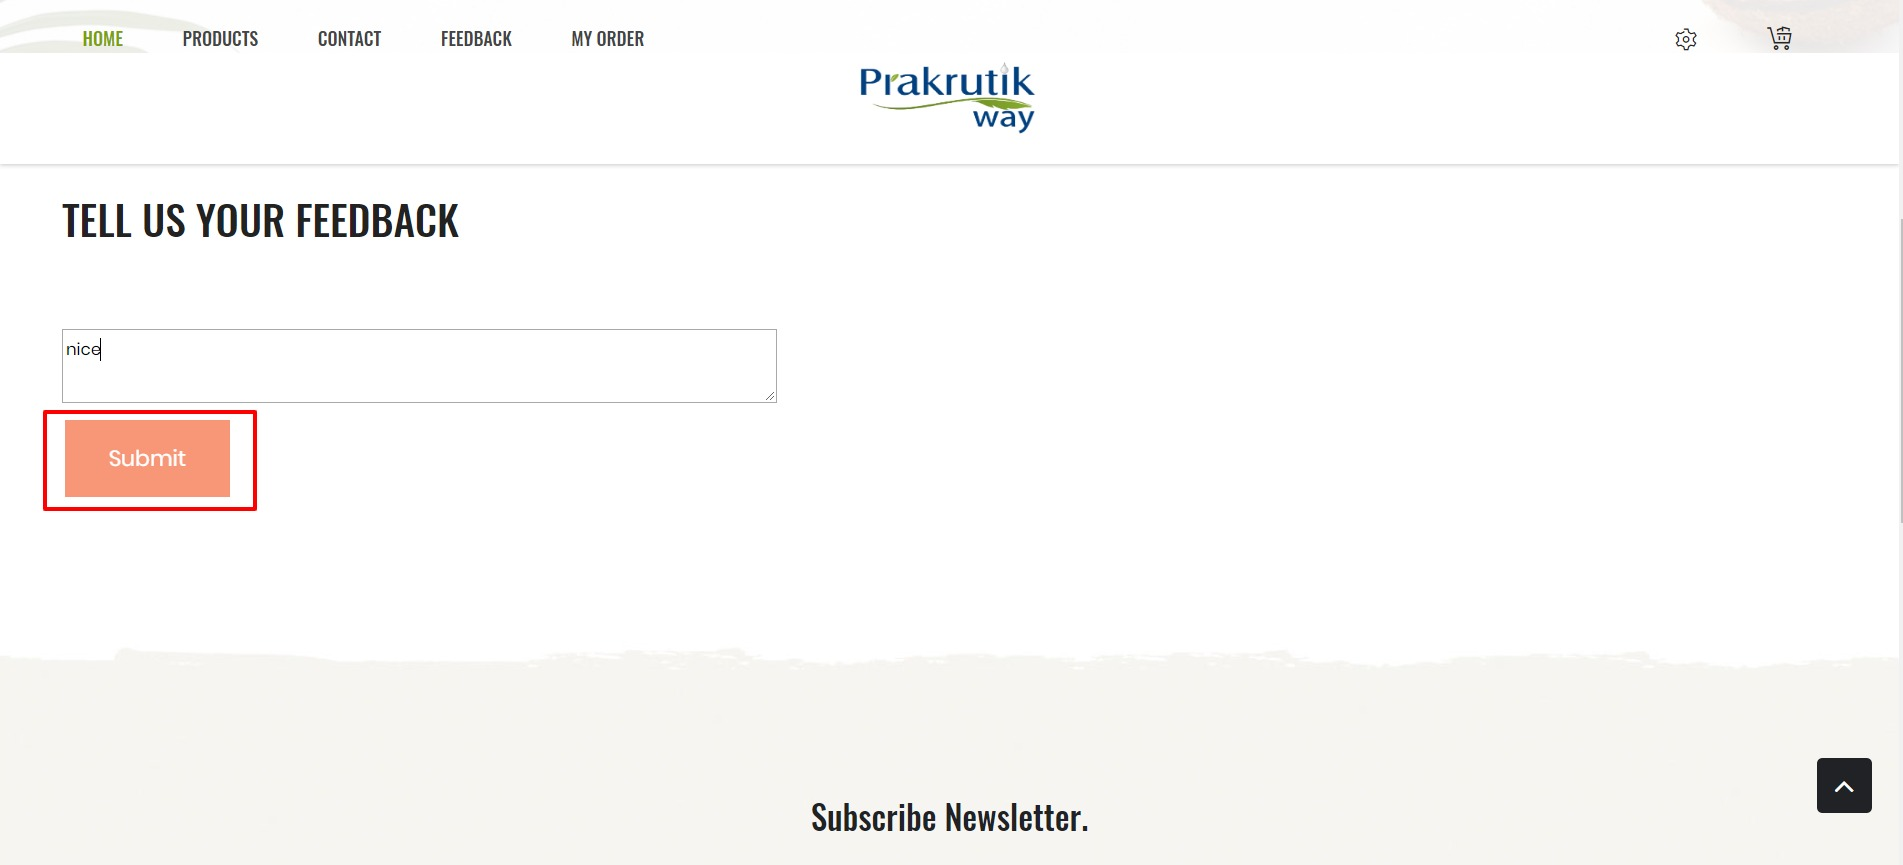 HOME PRODUCTS CONTACT FEEDBACK MY ORDER
Prakrutik
way
TELL US YOUR FEEDBACK
nice
Submit
Subscribe Newsletter.